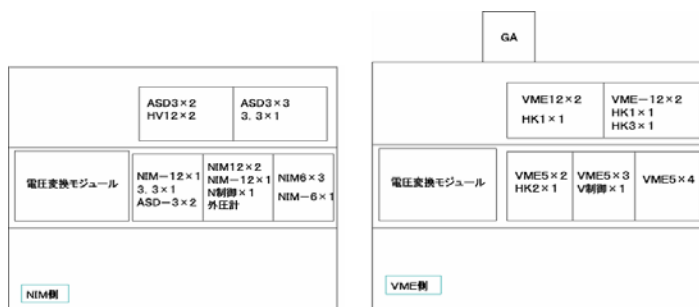 GA
ASD3×2
HV12×2
ASD3×3
3. 3×1
電圧変換モジュール
NIM-12×1
3. 3×1
ASD-3×2
NIM12×2
NIM-12×1
N制御×1
外圧計
NIM6×3
NIM-6×1
NIM側
VME12×2
HK1×1
VME-12×2
HK1×1
HK3×1
電圧変換モジュール
VME5×2
HK2×1
VME5×3
V制御×1
VME5×4
VME側